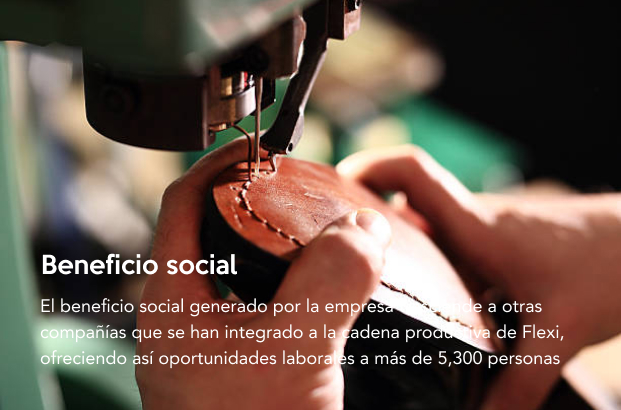 Beneficio social
El beneficio social generado por la empresa de a otras
compañías que se han integrado a la cadena productiva de Flexi,
ofreciendo así oportunidades laborales a más de 5,300 personas